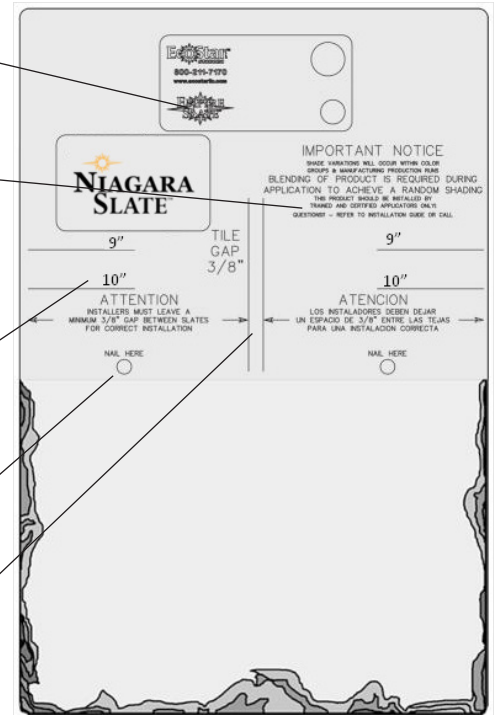 EcoStar
800-211-7170
www.ecostarllc.com
EMPIRE
SLATE
NIAGARA
SLATE™
IMPORTANT NOTICE
SHADE VARIATIONS WILL OCCUR WITHIN COLOR
GROUPS & MANUFACTURING PRODUCTION RUNS
BLENDING OF PRODUCT IS REQUIRED DURING
APPLICATION TO ACHIEVE A RANDOM SHADING
THIS PRODUCT SHOULD BE INSTALLED BY
TRAINED AND CERTIFIED APPLICATORS ONLY!
QUESTIONS? - REFER TO INSTALLATION GUIDE OR CALL
TILE
GAP
3/8"
9"
10"
9"
10"
ATTENTION
INSTALLERS MUST LEAVE A
MINIMUM 3/8" GAP BETWEEN SLATES
FOR CORRECT INSTALLATION
ATENCION
LOS INSTALADORES DEBEN DEJAR
UN ESPACIO DE 3/8" ENTRE LAS TEJAS
PARA UNA INSTALACION CORRECTA
NAIL HERE
NAIL HERE